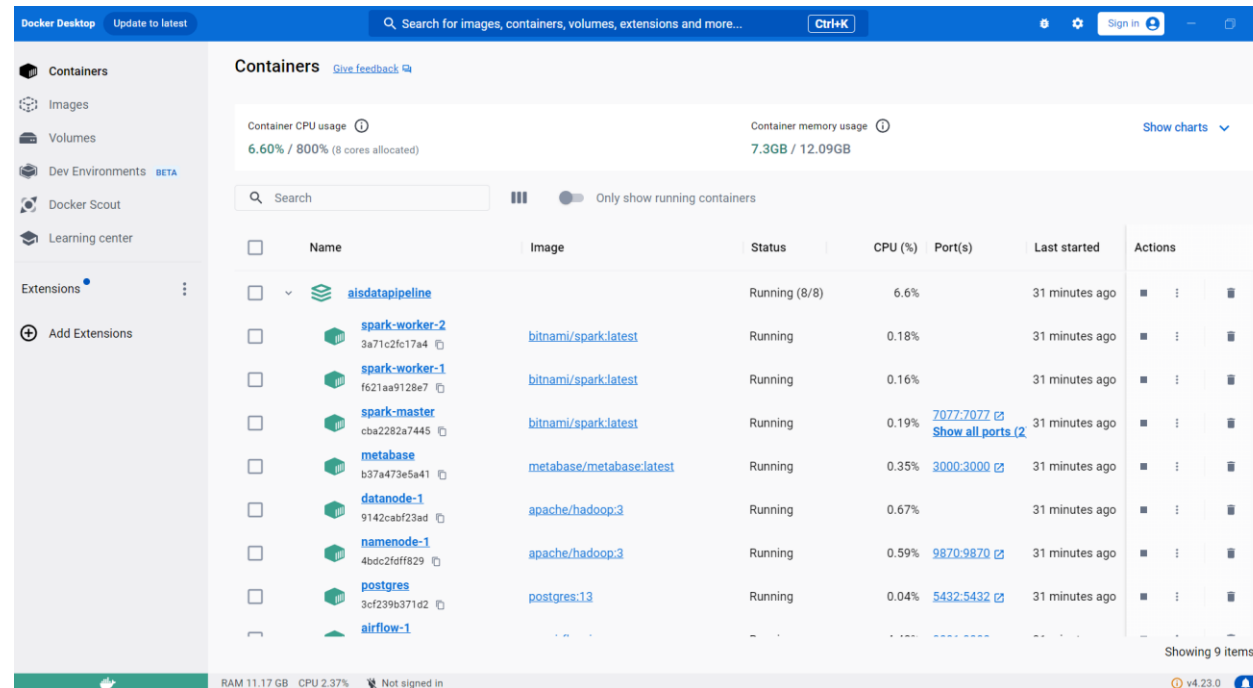 Docker Desktop Update to latest Search for images, containers, volumes, extensions and more... Ctrl+K Sign in
Containers
Images
Volumes
Dev Environments BETA
Docker Scout
Learning center
Extensions
Add Extensions
Containers Give feedback
Container CPU usage
6.60% / 800% (8 cores allocated)
Container memory usage
7.3GB / 12.09GB
Show charts
Search Only show running containers
Name Image Status CPU (%) Port(s) Last started Actions
aisdatapipeline Running (8/8) 6.6% 31 minutes ago
spark-worker-2
3a71c2fc17a4 bitnami/spark:latest Running 0.18% 31 minutes ago
spark-worker-1
f621aa9128e7 bitnami/spark:latest Running 0.16% 31 minutes ago
spark-master
cba2282a7445 bitnami/spark:latest Running 0.19% 7077:7077 31 minutes ago
Show all ports (2
metabase
b37a473e5a41 metabase/metabase:latest Running 0.35% 3000:3000 31 minutes ago
datanode-1
9142cabf23ad apache/hadoop:3 Running 0.67% 31 minutes ago
namenode-1
4bdc2fdff829 apache/hadoop:3 Running 0.59% 9870:9870 31 minutes ago
postgres
3cf239b371d2 postgres:13 Running 0.04% 5432:5432 31 minutes ago
airflow-1
Showing 9 items
RAM 11.17 GB CPU 2.37% Not signed in v4.23.0